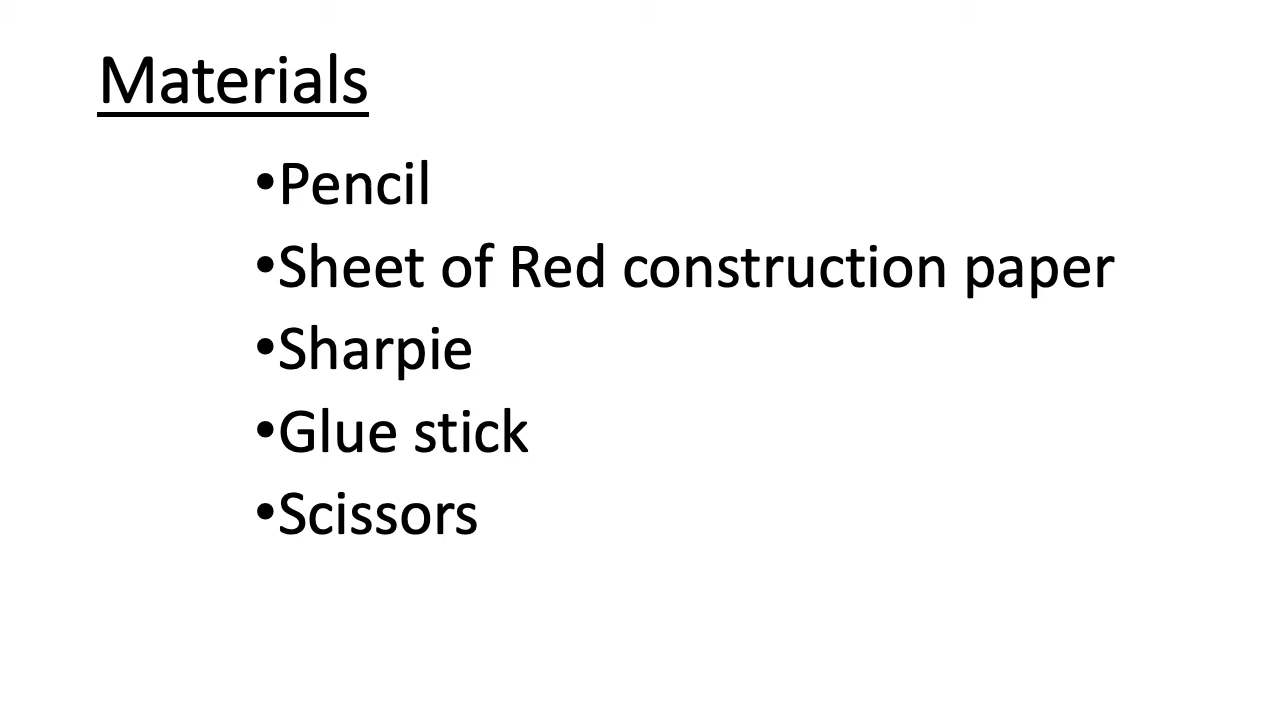 Materials
•Pencil
•Sheet of Red construction paper
•Sharpie
•Glue stick
•Scissors